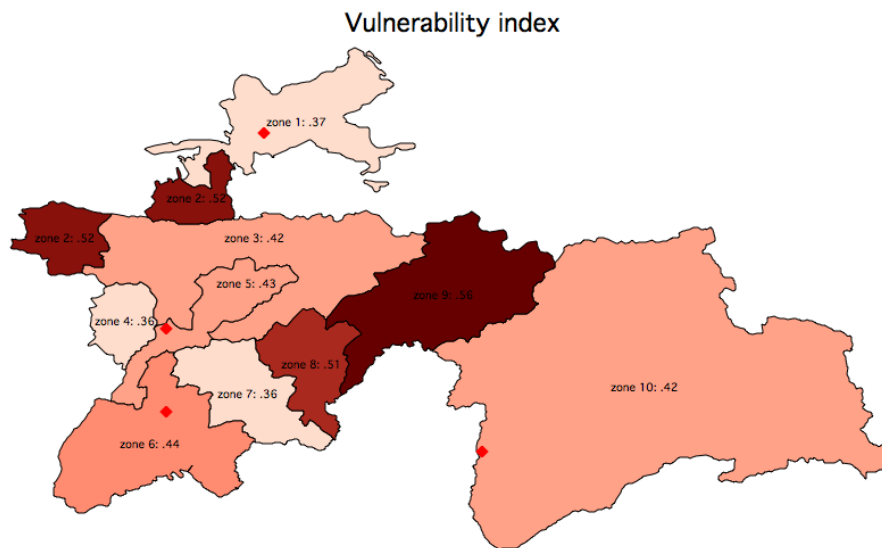 Vulnerability index
zone 1: .37
zone 2: .52
zone 2: .52
zone 3: .42
zone 5: .43
zone 9: .56
zone 4: .36
zone 8: .51
zone 7: .36
zone 10: .42
zone 6: .44